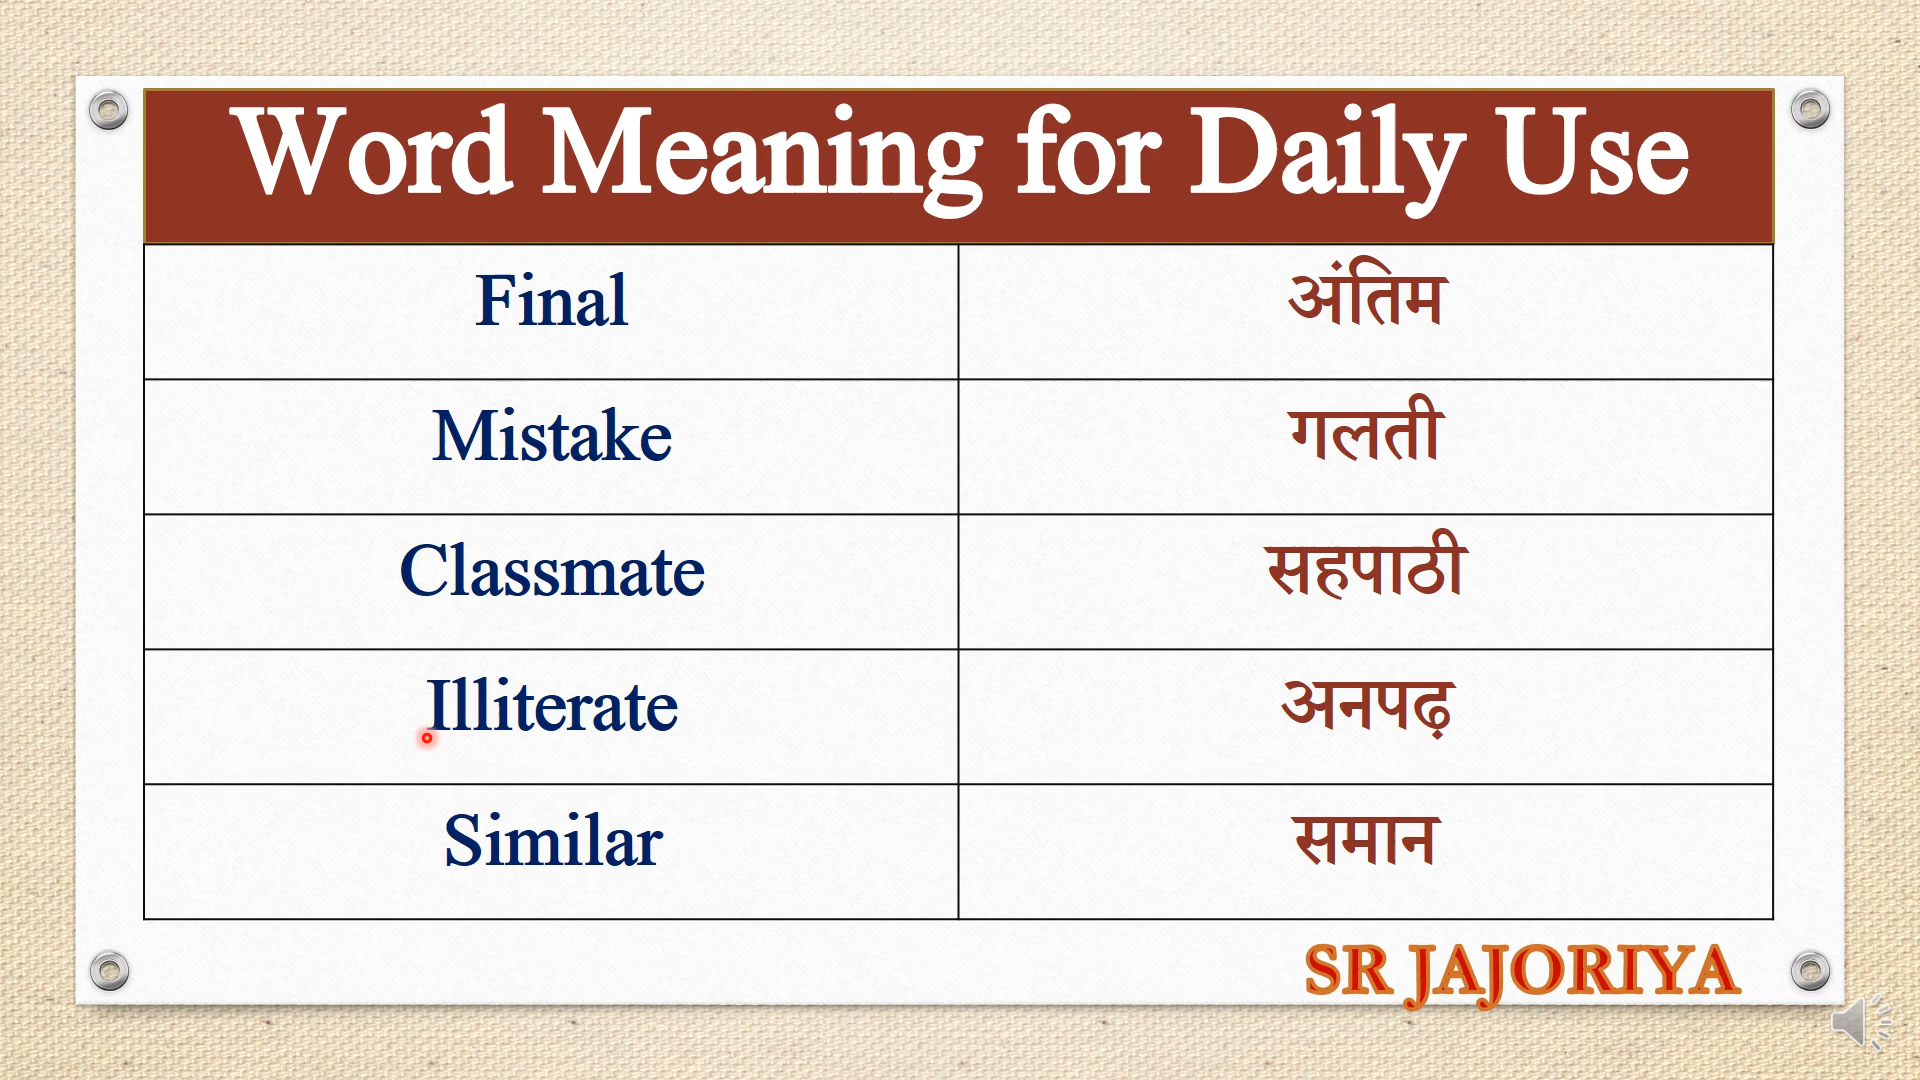 Word Meaning for Daily Use
Final अंतिम
Mistake गलती
Classmate सहपाठी
Illiterate अनपढ़
Similar समान
SR JAJORIYA